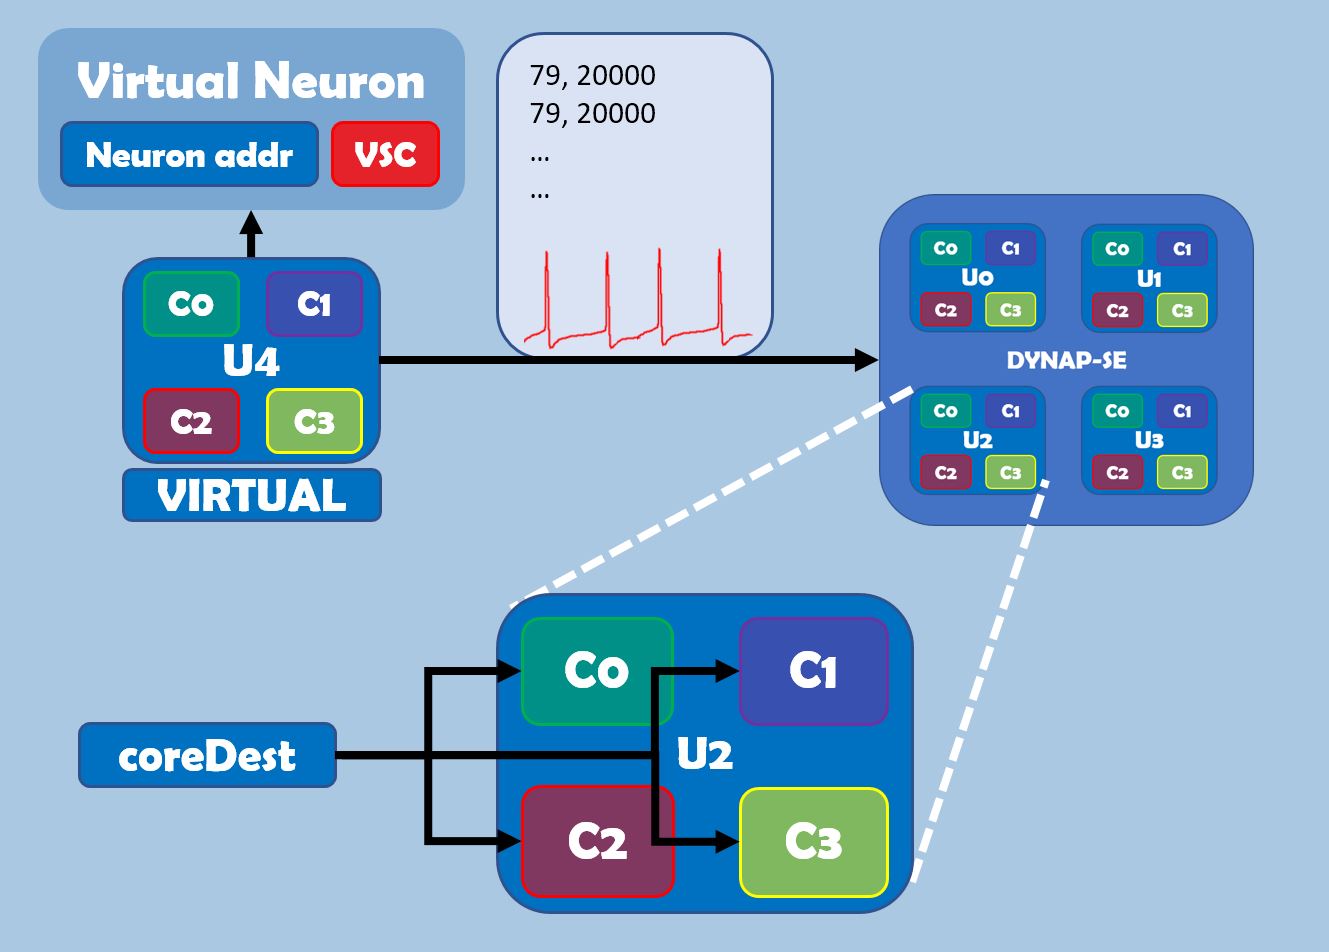 Virtual Neuron
Neuron addr
VSC
79, 20000
79, 20000
...
...
C0
C1
U4
C2
C3
VIRTUAL
C0
C1
U0
C2
C3
C0
C1
U1
C2
C3
DYNAP-SE
C0
C1
U2
C2
C3
C0
C1
U3
C2
C3
coreDest
C0
C1
U2
C2
C3